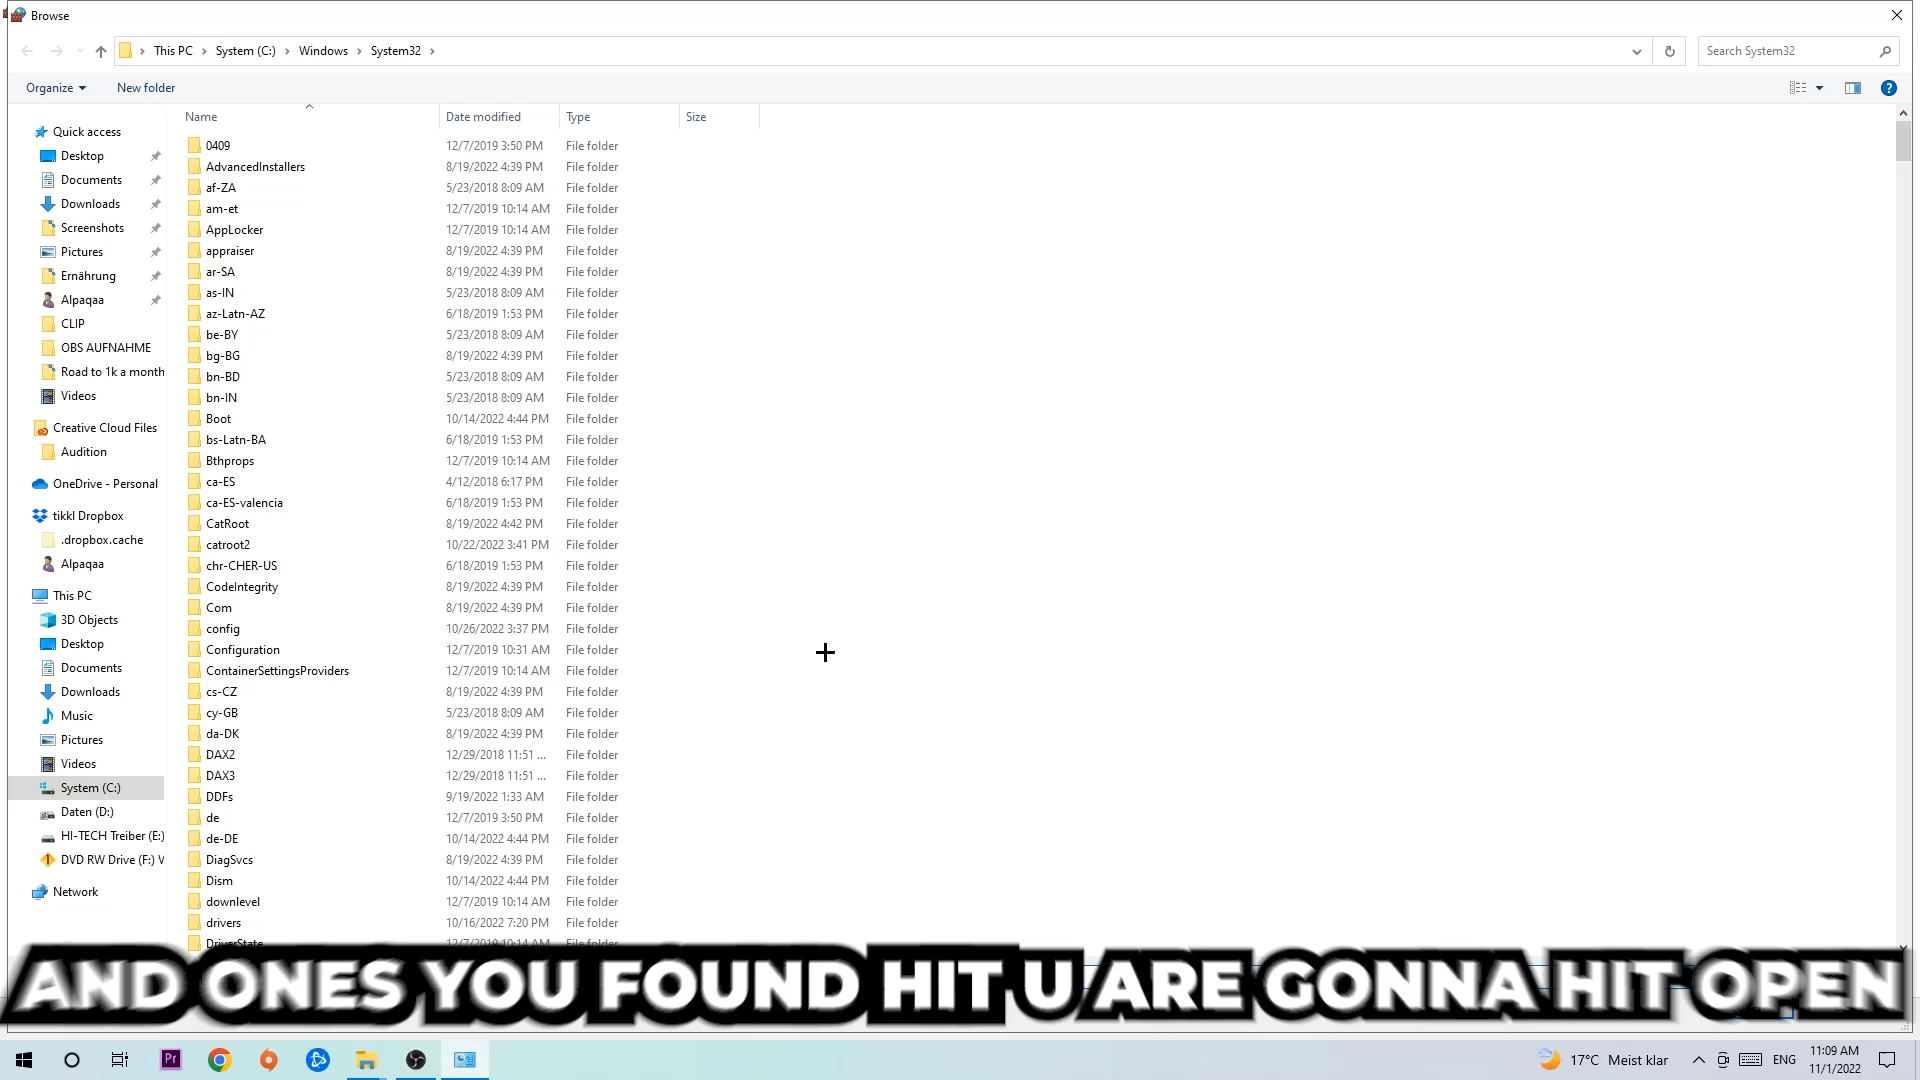 Browse
This PC > System (C:) > Windows > System32 >
Search System32
Organize
New folder
Name Date modified Type Size
0409 12/7/2019 3:50 PM File folder
AdvancedInstallers 8/19/2022 4:39 PM File folder
af-ZA 5/23/2018 8:09 AM File folder
am-et 12/7/2019 10:14 AM File folder
AppLocker 12/7/2019 10:14 AM File folder
appraiser 8/19/2022 4:39 PM File folder
ar-SA 8/19/2022 4:39 PM File folder
as-IN 5/23/2018 8:09 AM File folder
az-Latn-AZ 6/18/2019 1:53 PM File folder
be-BY 5/23/2018 8:09 AM File folder
bg-BG 8/19/2022 4:39 PM File folder
bn-BD 5/23/2018 8:09 AM File folder
bn-IN 5/23/2018 8:09 AM File folder
Boot 10/14/2022 4:44 PM File folder
bs-Latn-BA 6/18/2019 1:53 PM File folder
Bthprops 12/7/2019 10:14 AM File folder
ca-ES 4/12/2018 6:17 PM File folder
ca-ES-valencia 6/18/2019 1:53 PM File folder
CatRoot 8/19/2022 4:42 PM File folder
catroot2 10/22/2022 3:41 PM File folder
chr-CHER-US 6/18/2019 1:53 PM File folder
CodeIntegrity 8/19/2022 4:39 PM File folder
Com 8/19/2022 4:39 PM File folder
config 10/26/2022 3:37 PM File folder
Configuration 12/7/2019 10:31 AM File folder
ContainerSettingsProviders 12/7/2019 10:14 AM File folder
cs-CZ 8/19/2022 4:39 PM File folder
cy-GB 5/23/2018 8:09 AM File folder
da-DK 8/19/2022 4:39 PM File folder
DAX2 12/29/2018 11:51 ... File folder
DAX3 12/29/2018 11:51 ... File folder
DDFs 9/19/2022 1:33 AM File folder
de 12/7/2019 3:50 PM File folder
de-DE 10/14/2022 4:44 PM File folder
DiagSvcs 8/19/2022 4:39 PM File folder
Dism 10/14/2022 4:44 PM File folder
downlevel 12/7/2019 10:14 AM File folder
drivers 10/16/2022 7:20 PM File folder
DriverState 12/7/2019 10:14 AM File folder
Quick access
Desktop
Documents
Downloads
Screenshots
Pictures
Ernährung
Alpaqaa
CLIP
OBS AUFNAHME
Road to 1k a month
Videos
Creative Cloud Files
Audition
OneDrive - Personal
tikkl Dropbox
.dropbox.cache
Alpaqaa
This PC
3D Objects
Desktop
Documents
Downloads
Music
Pictures
Videos
System (C:)
Daten (D:)
HI-TECH Treiber (E:)
DVD RW Drive (F:) V
Network
AND ONES YOU FOUND HIT U ARE GONNA HIT OPEN
Pr
17°C Meist klar
ENG
11:09 AM
11/1/2022